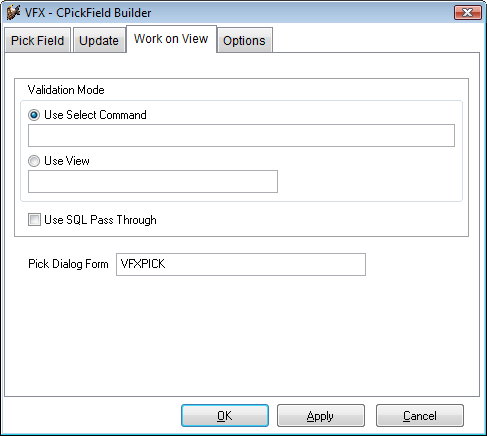 VFX - CPickField Builder
Pick Field Update Work on View Options
Validation Mode
Use Select Command
Use View
Use SQL Pass Through
Pick Dialog Form VFXPICK
OK Apply Cancel